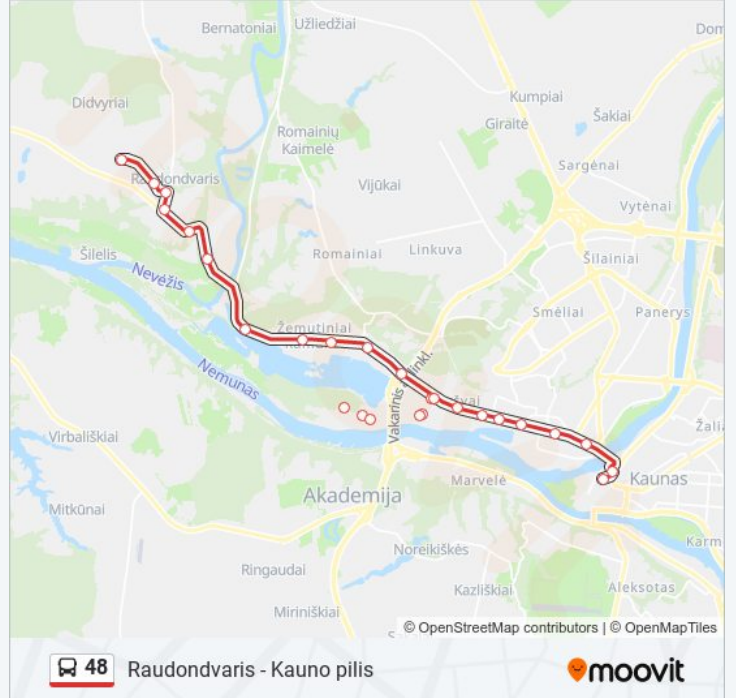 Bernatoniai
Užliedžiai
Dom
Didvyriai
Kumpiai
Romainių
Kaimelė
Giraitė
Šakiai
Sargėnai
Raudondvaris
Vijūkai
Vytėnai
Šilelis
Nevėžis
Romainiai
Linkuva
Šilainiai
Žemutiniai
Smėliai
Panerys
Nemunas
Vakarinis
linkl.
Virbališkiai
Žali
Akademija
Marvelė
Kaunas
Mitkūnai
Noreikiškės
Karm
Ringaudai
Kazliškiai
Aleksotas
Miriniškiai
© OpenStreetMap contributors | © OpenMapTiles
48 Raudondvaris - Kauno pilis
moovit